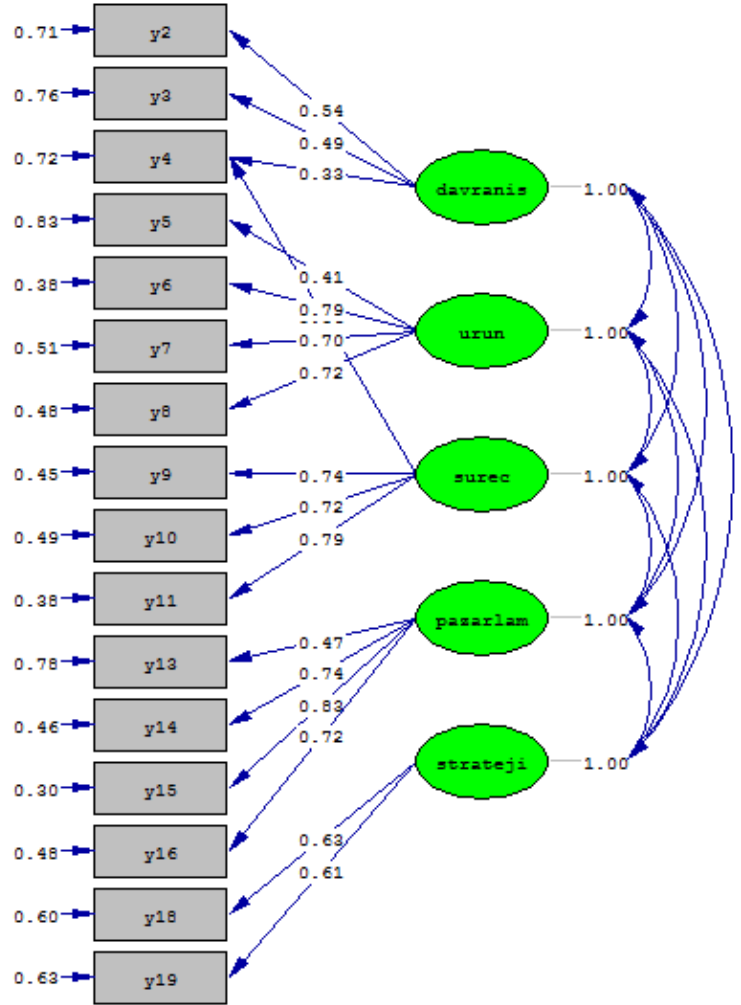 0.71 y2
0.76 y3
0.72 y4
0.83 y5
0.38 y6
0.51 y7
0.48 y8
0.45 y9
0.49 y10
0.38 y11
0.78 y13
0.46 y14
0.30 y15
0.48 y16
0.60 y18
0.63 y19
0.54
0.49
0.33
0.41
0.79
0.70
0.72
0.74
0.72
0.79
0.47
0.74
0.83
0.72
0.63
0.61
davranis 1.00
urun 1.00
surec 1.00
pazarlam 1.00
strateji 1.00